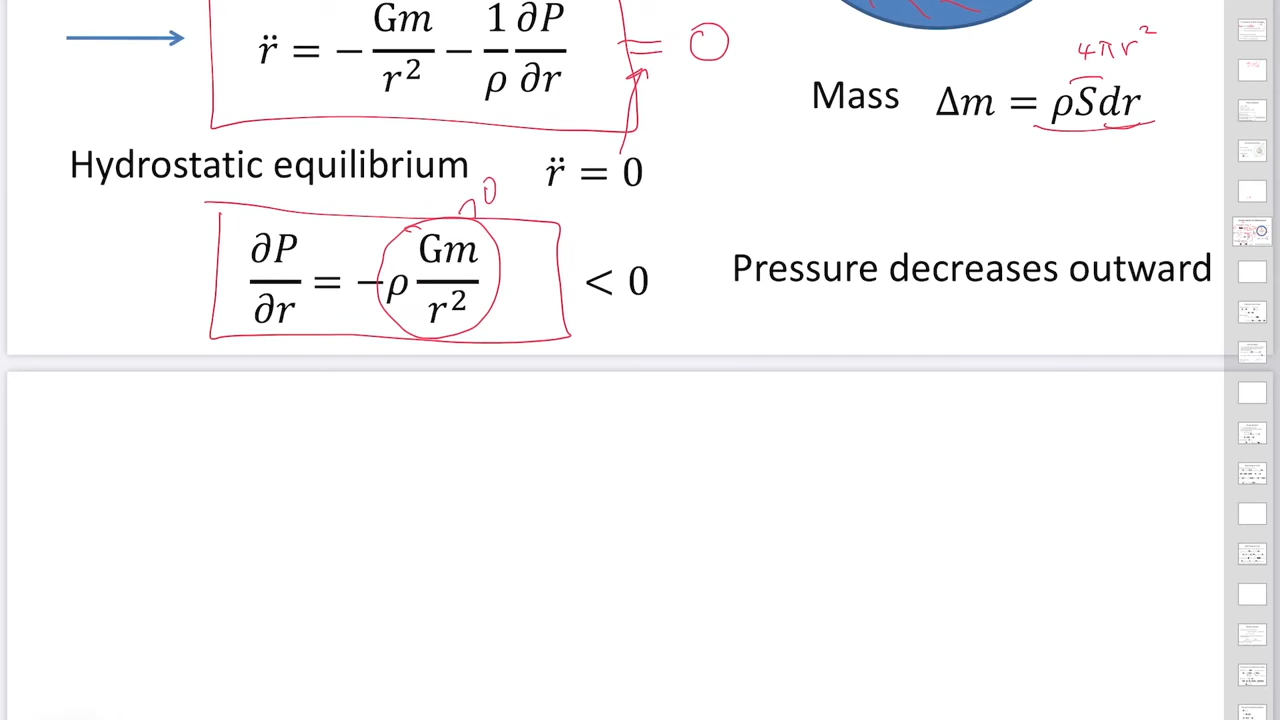 r̈ = − Gm/r² − 1/ρ ∂P/∂r = 0
4πr²
Mass Δm = ρSdr
Hydrostatic equilibrium r̈ = 0
0
∂P/∂r = −ρ Gm/r² < 0 Pressure decreases outward